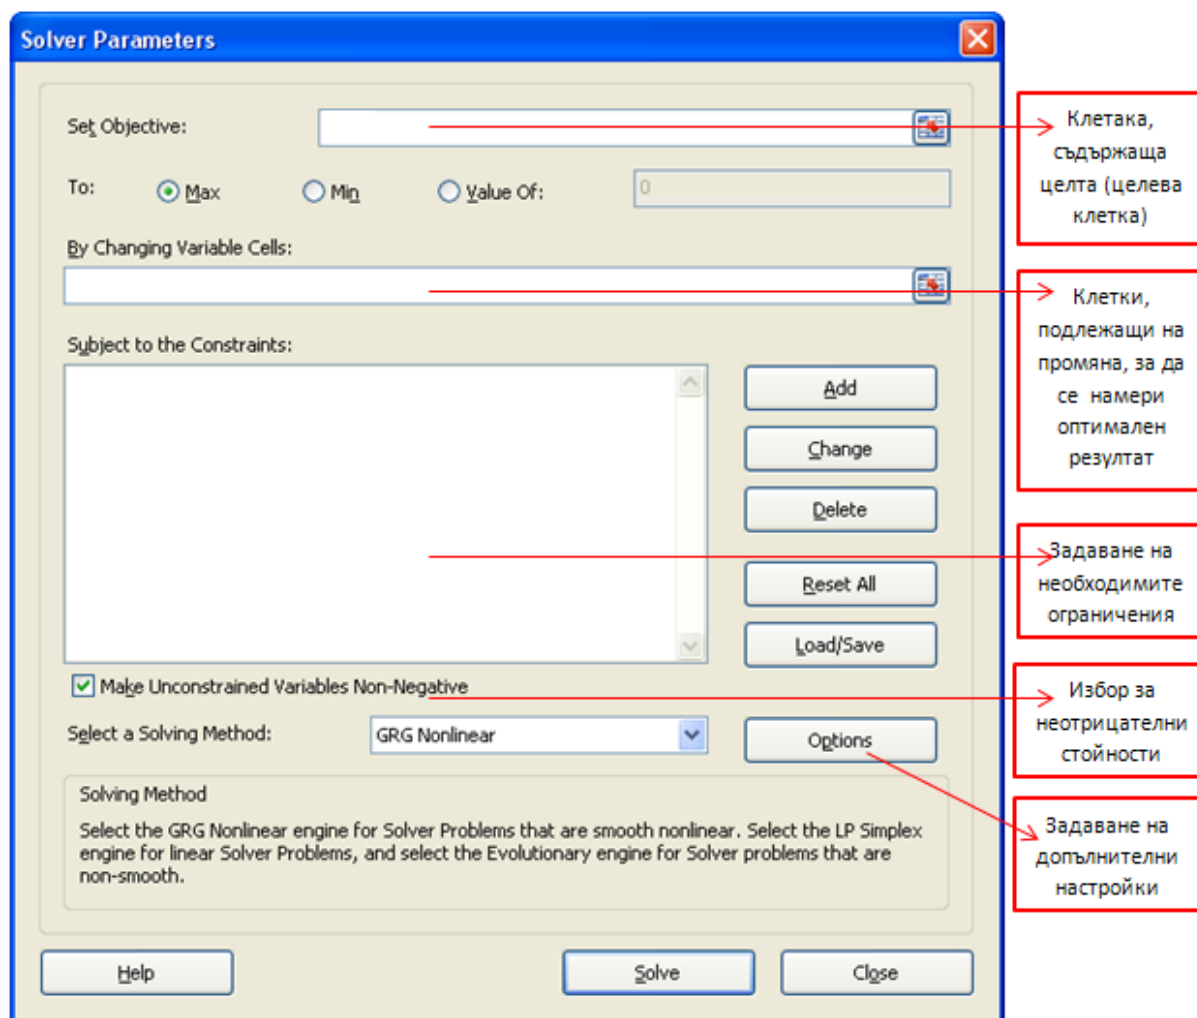 Solver Parameters
Set Objective:
To:
Max
Min
Value Of:
0
By Changing Variable Cells:
Subject to the Constraints:
Add
Change
Delete
Reset All
Load/Save
Make Unconstrained Variables Non-Negative
Select a Solving Method:
GRG Nonlinear
Options
Solving Method
Select the GRG Nonlinear engine for Solver Problems that are smooth nonlinear. Select the LP Simplex
engine for linear Solver Problems, and select the Evolutionary engine for Solver problems that are
non-smooth.
Help
Solve
Close
Клетака,
съдържаща
целта (целева
клетка)
Клетки,
подлежащи на
промяна, за да
се намери
оптимален
резултат
Задаване на
необходимите
ограничения
Избор за
неотрицателни
стойности
Задаване на
допълнителни
настройки